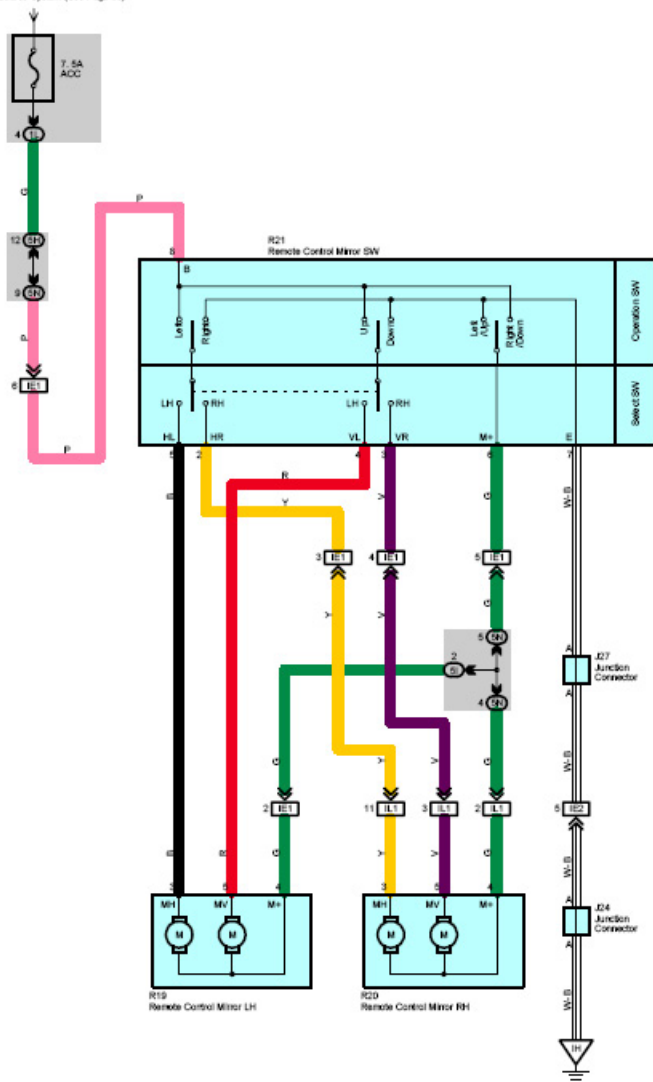 7.5A
ACC
4 1L
G
P
12 5H
9 5N
P
6 IE1
P
R21
Remote Control Mirror SW
8
B
Left
Right
Up
Down
Left
/Up
Right
/Down
Operation SW
LH
RH
LH
RH
Select SW
HL
HR
VL
VR
M+
E
5
2
4
3
6
7
B
R
Y
V
G
W-B
3 IE1
4 IE1
5 IE1
Y
V
G
5 5N
2
5I
4 5N
A
J27
Junction
Connector
A
G
Y
V
G
W-B
2 IE1
11 IL1
3 IL1
2 IL1
5 IE2
B
R
G
Y
V
G
W-B
3
5
4
3
5
4
MH
MV
M+
MH
MV
M+
M
M
M
M
A
J24
Junction
Connector
A
R19
Remote Control Mirror LH
R20
Remote Control Mirror RH
W-B
IH